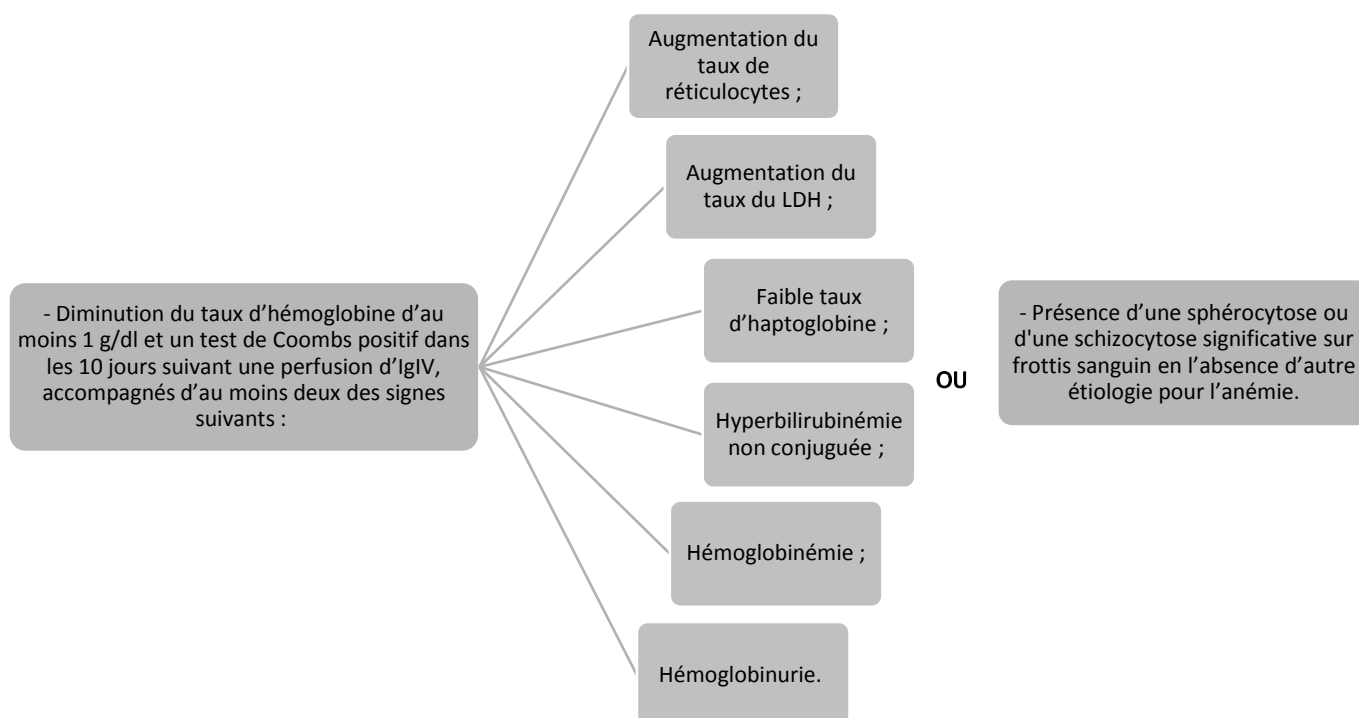 - Diminution du taux d’hémoglobine d’au
moins 1 g/dl et un test de Coombs positif dans
les 10 jours suivant une perfusion d’IgIV,
accompagnés d’au moins deux des signes
suivants :
Augmentation du
taux de
réticulocytes ;
Augmentation du
taux du LDH ;
Faible taux
d’haptoglobine ;
Hyperbilirubinémie
non conjuguée ;
Hémoglobinémie ;
Hémoglobinurie.
OU
- Présence d’une sphérocytose ou
d'une schizocytose significative sur
frottis sanguin en l’absence d’autre
étiologie pour l’anémie.